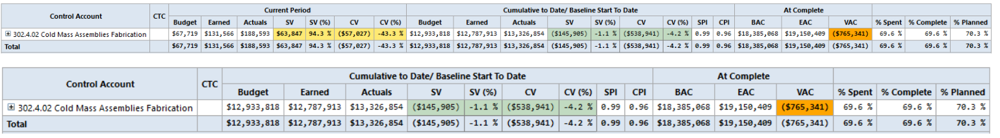 Control Account CTC Current Period Cumulative to Date/ Baseline Start To Date At Complete
Budget Earned Actuals SV SV (%) CV CV (%) Budget Earned Actuals SV SV (%) CV CV (%) SPI CPI BAC EAC VAC % Spent % Complete % Planned
302.4.02 Cold Mass Assemblies Fabrication $67,719 $131,566 $188,593 $63,847 94.3 % ($57,027) -43.3 % $12,933,818 $12,787,913 $13,326,854 ($145,905) -1.1 % ($538,941) -4.2 % 0.99 0.96 $18,385,068 $19,150,409 ($765,341) 69.6 % 69.6 % 70.3 %
Total $67,719 $131,566 $188,593 $63,847 94.3 % ($57,027) -43.3 % $12,933,818 $12,787,913 $13,326,854 ($145,905) -1.1 % ($538,941) -4.2 % 0.99 0.96 $18,385,068 $19,150,409 ($765,341) 69.6 % 69.6 % 70.3 %
Control Account CTC Cumulative to Date/ Baseline Start To Date At Complete
Budget Earned Actuals SV SV (%) CV CV (%) SPI CPI BAC EAC VAC % Spent % Complete % Planned
302.4.02 Cold Mass Assemblies Fabrication $12,933,818 $12,787,913 $13,326,854 ($145,905) -1.1 % ($538,941) -4.2 % 0.99 0.96 $18,385,068 $19,150,409 ($765,341) 69.6 % 69.6 % 70.3 %
Total $12,933,818 $12,787,913 $13,326,854 ($145,905) -1.1 % ($538,941) -4.2 % 0.99 0.96 $18,385,068 $19,150,409 ($765,341) 69.6 % 69.6 % 70.3 %